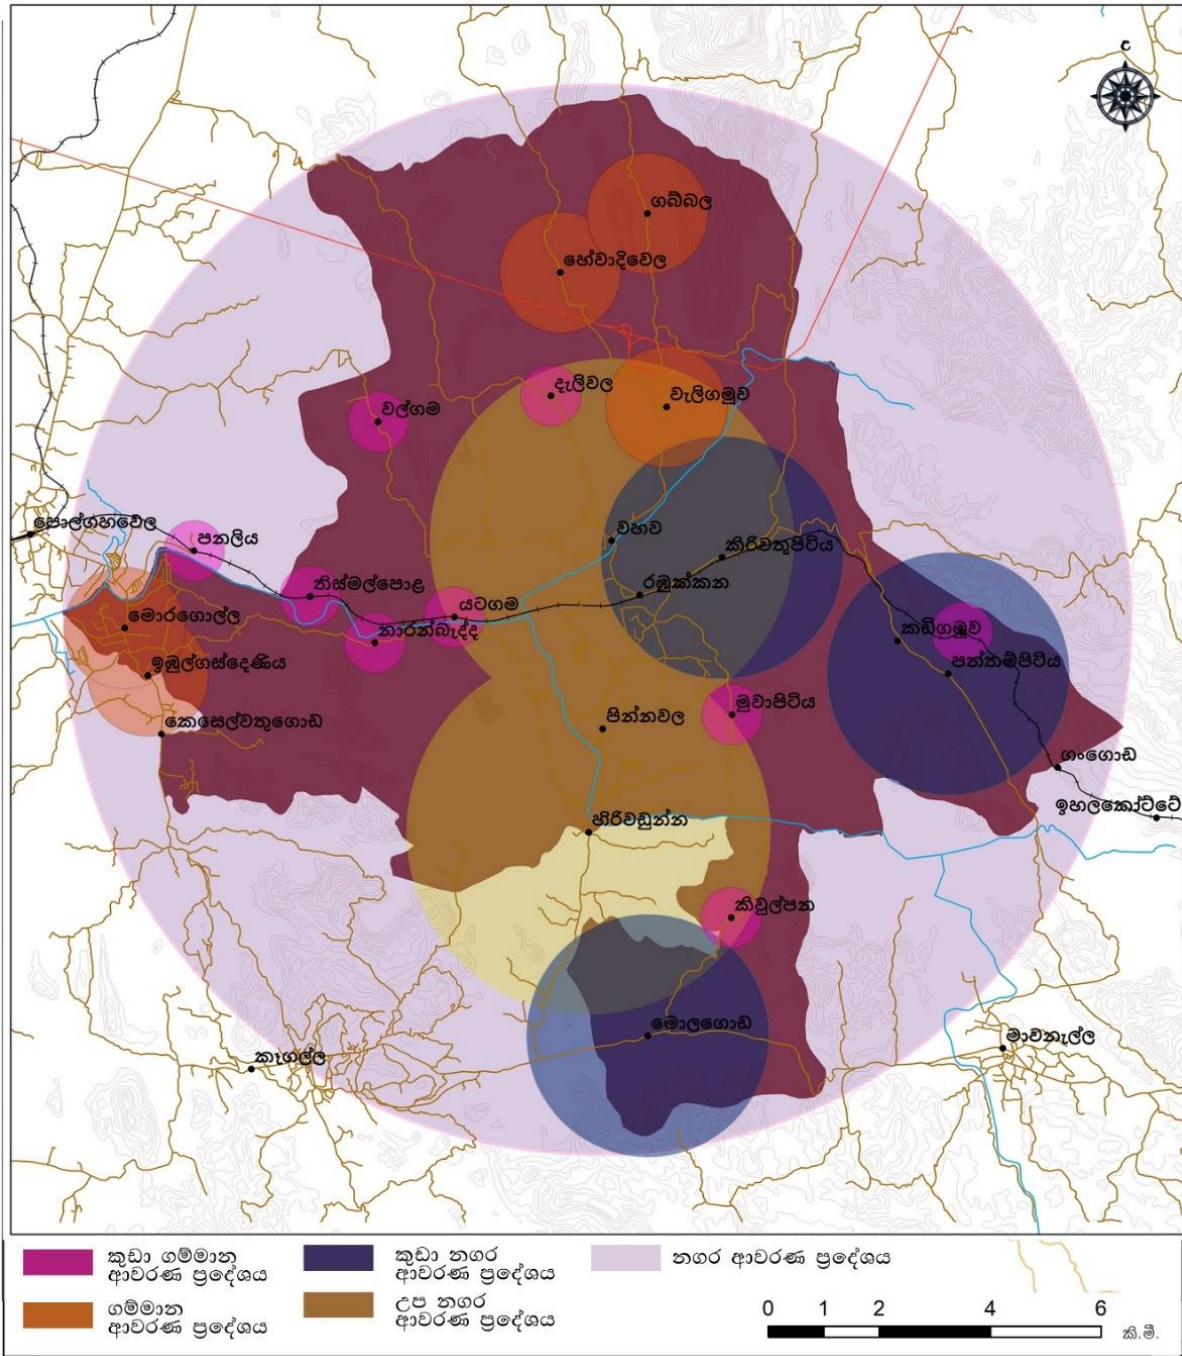 උ
ගබ්බල
හේවාදිවෙල
දැලිවල
වැලිගමුව
වල්ගම
පොල්ගහවෙල
පනලිය
වහව
කිරිවතුපිටිය
තිස්මල්පොළ
රඹුක්කන
යටගම
මොරගොල්ල
නාරන්බැද්ද
කඩිගමුව
ඉඹුල්ගස්දෙණිය
පත්තම්පිටිය
මුවාපිටිය
කෙසෙල්වතුගොඩ
පින්නවල
ගංගොඩ
ඉහලකෝට්ටේ
හිරිවඩුන්න
කිවුල්පන
මොලගොඩ
මාවනැල්ල
කෑගල්ල
කුඩා ගම්මාන
ආවරණ ප්‍රදේශය
කුඩා නගර
ආවරණ ප්‍රදේශය
නගර ආවරණ ප්‍රදේශය
ගම්මාන
ආවරණ ප්‍රදේශය
උප නගර
ආවරණ ප්‍රදේශය
0 1 2 4 6
කි.මී.